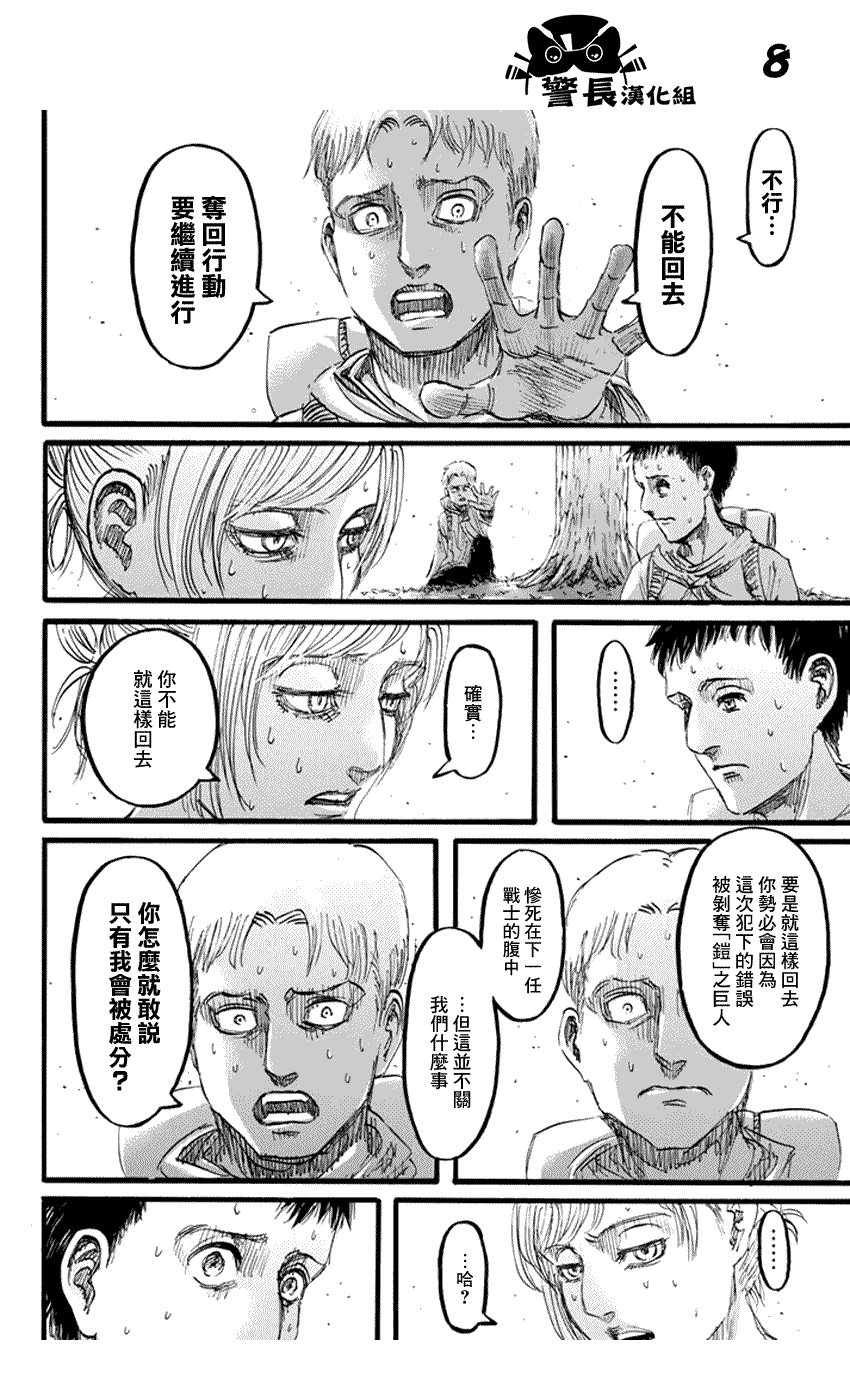 警長漢化組
8
不行…
不能回去
奪回行動
要繼續進行
……
確實…
你不能
就這樣回去
要是就這樣回去
你勢必會因為
這次犯下的錯誤
被剝奪「鎧」之巨人
慘死在下一任
戰士的腹中
…但這並不關
我們什麼事
你怎麼就敢說
只有我會被處分？
……
…哈？